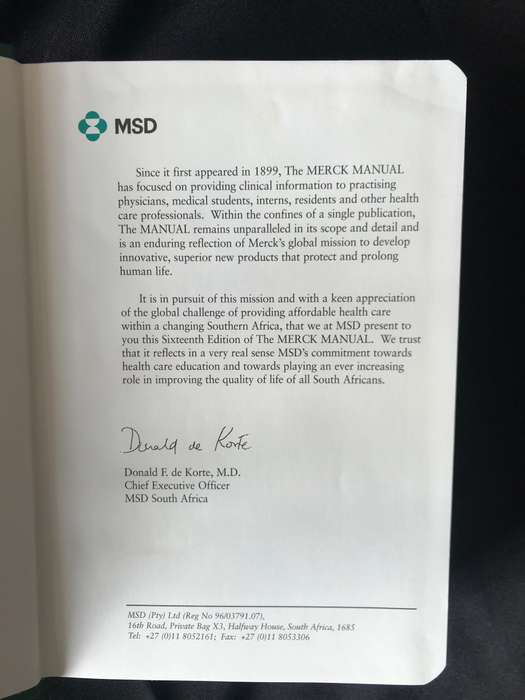 MSD
Since it first appeared in 1899, The MERCK MANUAL
has focused on providing clinical information to practising
physicians, medical students, interns, residents and other health
care professionals. Within the confines of a single publication,
The MANUAL remains unparalleled in its scope and detail and
is an enduring reflection of Merck's global mission to develop
innovative, superior new products that protect and prolong
human life.
It is in pursuit of this mission and with a keen appreciation
of the global challenge of providing affordable health care
within a changing Southern Africa, that we at MSD present to
you this Sixteenth Edition of The MERCK MANUAL. We trust
that it reflects in a very real sense MSD's commitment towards
health care education and towards playing an ever increasing
role in improving the quality of life of all South Africans.
Donald de Korte
Donald F. de Korte, M.D.
Chief Executive Officer
MSD South Africa
MSD (Pty) Ltd (Reg No 96/03791.07),
16th Road, Private Bag X3, Halfway House, South Africa, 1685
Tel: +27 (0)11 8052161; Fax: +27 (0)11 8053306